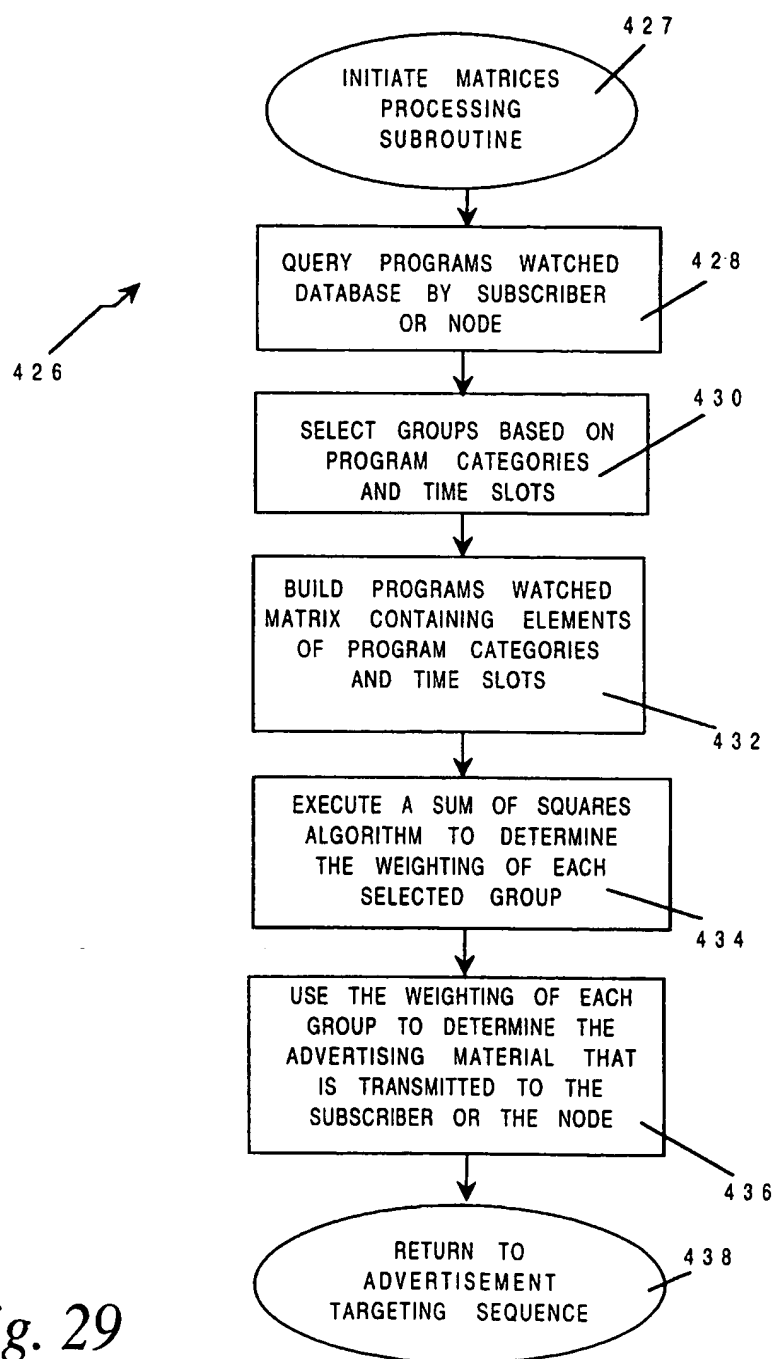 427
INITIATE MATRICES
PROCESSING
SUBROUTINE
QUERY PROGRAMS WATCHED
DATABASE BY SUBSCRIBER
OR NODE
428
426
430
SELECT GROUPS BASED ON
PROGRAM CATEGORIES
AND TIME SLOTS
BUILD PROGRAMS WATCHED
MATRIX CONTAINING ELEMENTS
OF PROGRAM CATEGORIES
AND TIME SLOTS
432
EXECUTE A SUM OF SQUARES
ALGORITHM TO DETERMINE
THE WEIGHTING OF EACH
SELECTED GROUP
434
USE THE WEIGHTING OF EACH
GROUP TO DETERMINE THE
ADVERTISING MATERIAL THAT
IS TRANSMITTED TO THE
SUBSCRIBER OR THE NODE
436
RETURN TO
ADVERTISEMENT
TARGETING SEQUENCE
438
g. 29